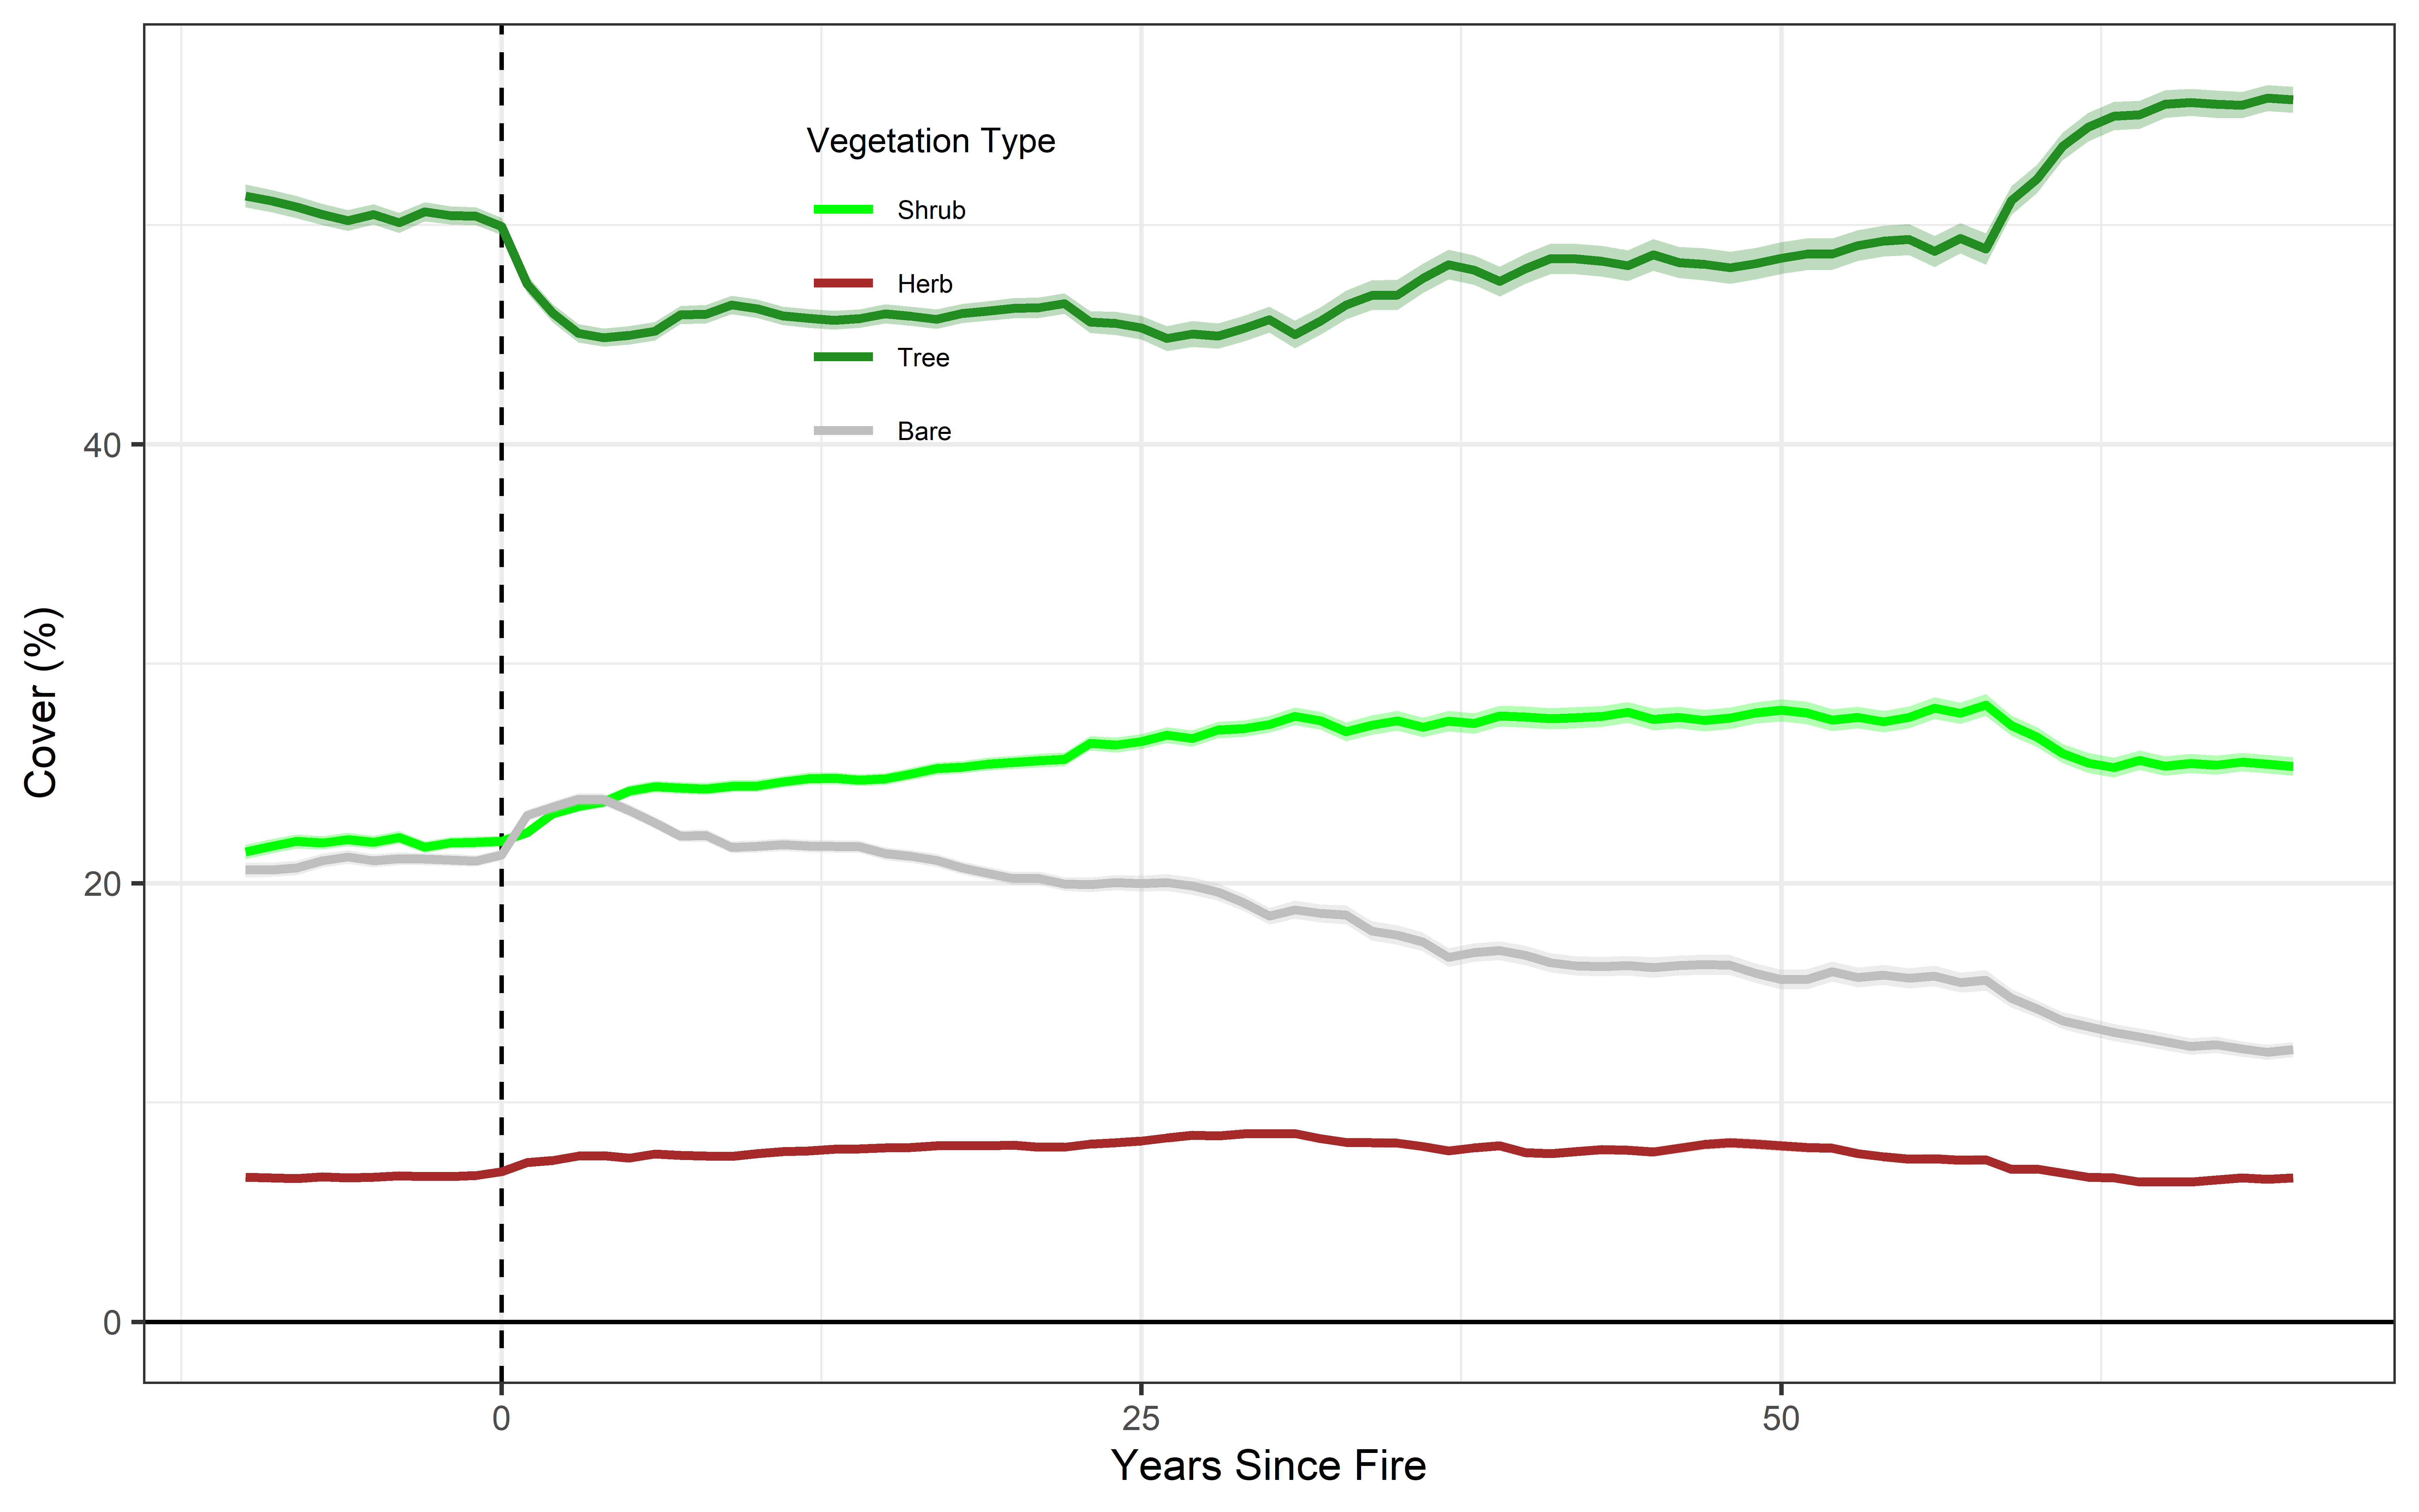 Vegetation Type
Shrub
Herb
Tree
Bare
40
20
0
Cover (%)
0
25
50
Years Since Fire